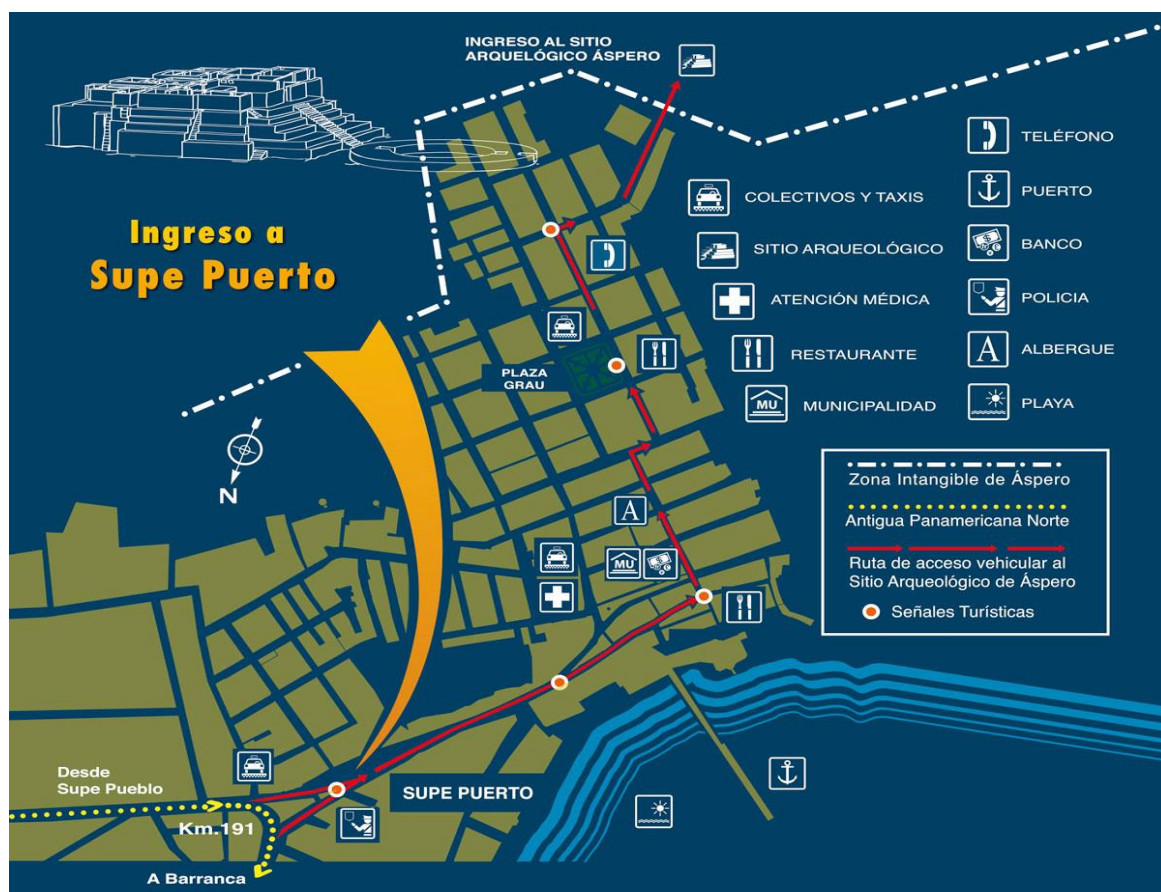 INGRESO AL SITIO
ARQUELÓGICO ÁSPERO
Ingreso a
Supe Puerto
TELÉFONO
COLECTIVOS Y TAXIS
PUERTO
SITIO ARQUEOLÓGICO
BANCO
ATENCIÓN MÉDICA
POLICIA
RESTAURANTE
A
ALBERGUE
MU
MUNICIPALIDAD
PLAYA
PLAZA
GRAU
N
A
MU
Zona Intangible de Áspero
Antigua Panamericana Norte
Ruta de acceso vehicular al
Sitio Arqueológico de Áspero
Señales Turísticas
Desde
Supe Pueblo
SUPE PUERTO
Km.191
A Barranca